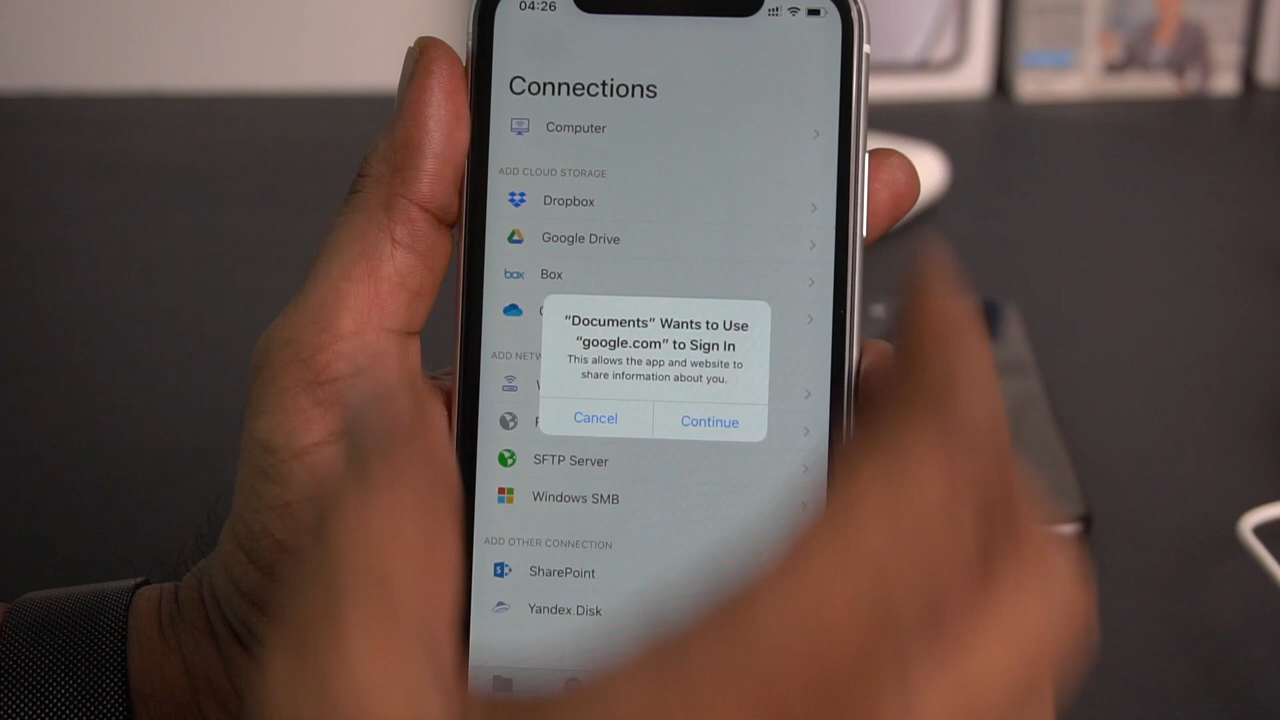 04:26
Connections
Computer
ADD CLOUD STORAGE
Dropbox
Google Drive
box Box
ADD NETW
"Documents" Wants to Use
"google.com" to Sign In
This allows the app and website to
share information about you.
Cancel Continue
SFTP Server
Windows SMB
ADD OTHER CONNECTION
SharePoint
Yandex.Disk